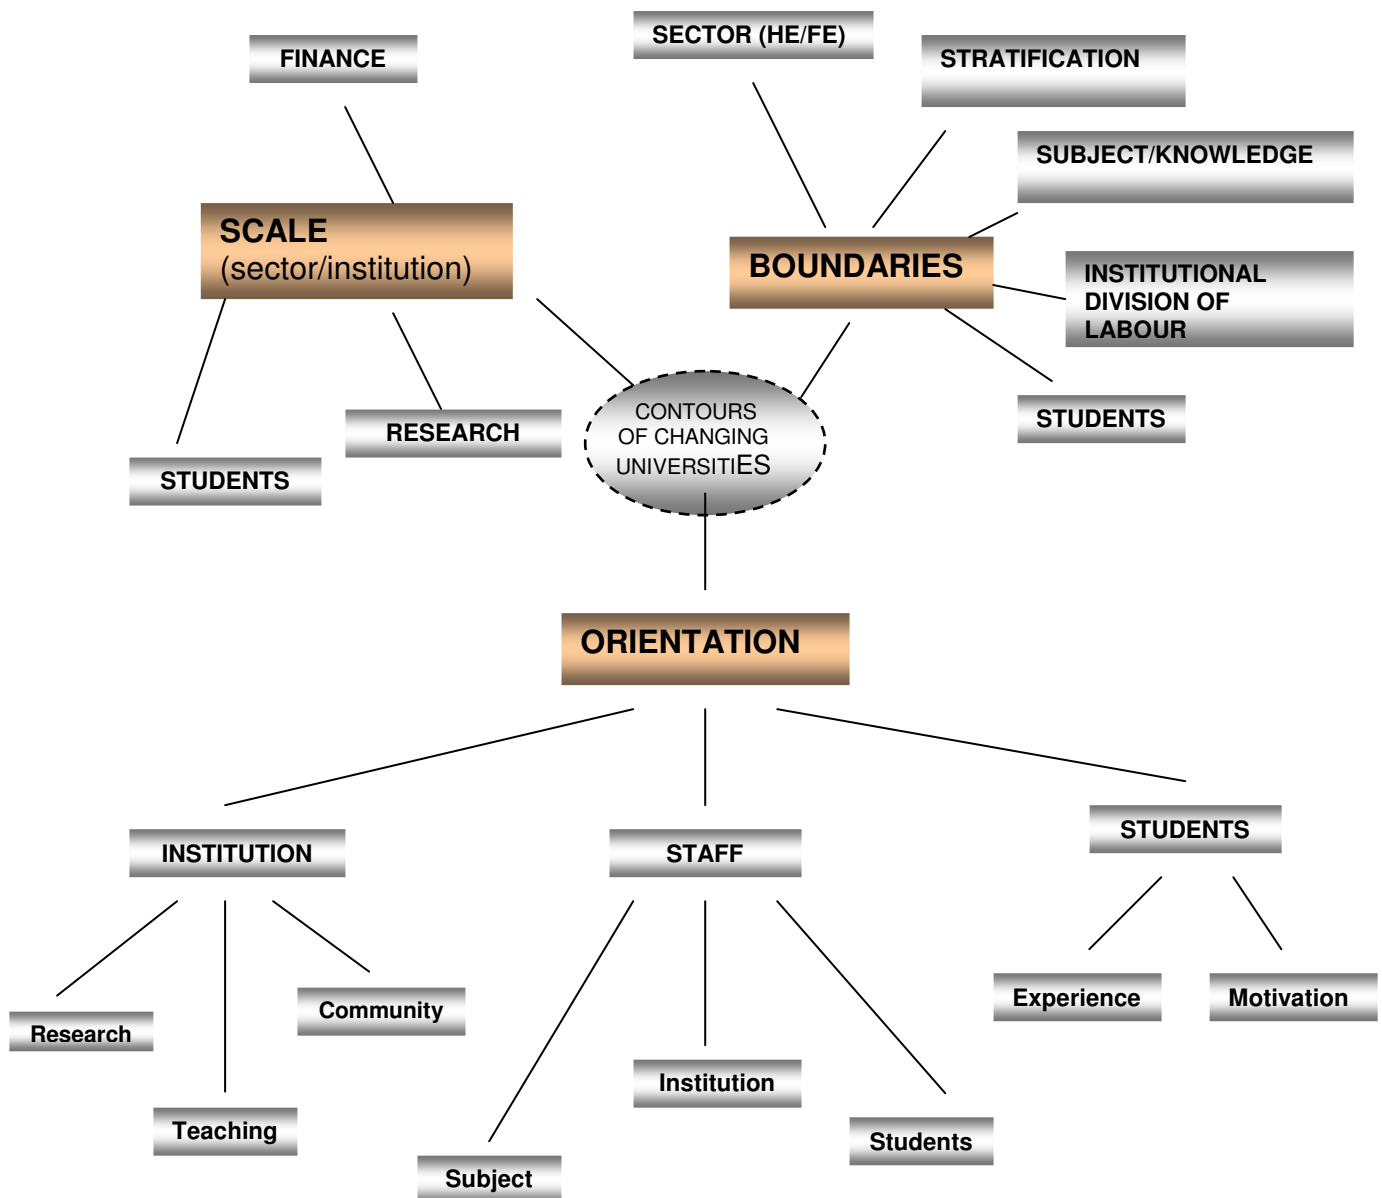 SECTOR (HE/FE)
FINANCE
STRATIFICATION
SUBJECT/KNOWLEDGE
SCALE
(sector/institution)
BOUNDARIES
INSTITUTIONAL
DIVISION OF
LABOUR
CONTOURS
OF CHANGING
UNIVERSITIES
STUDENTS
RESEARCH
STUDENTS
ORIENTATION
INSTITUTION
STAFF
STUDENTS
Research
Community
Teaching
Subject
Institution
Students
Experience
Motivation